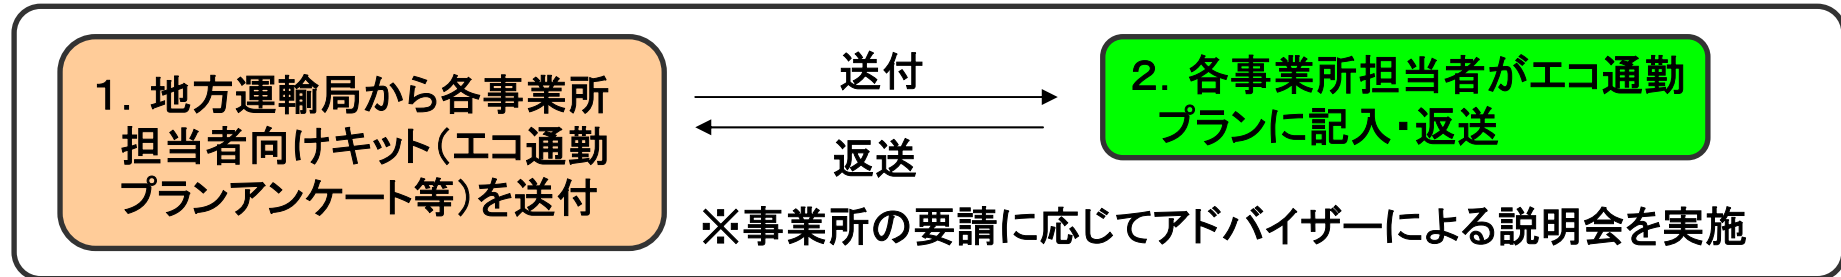 1．地方運輸局から各事業所
担当者向けキット（エコ通勤
プランアンケート等）を送付
送付
返送
2．各事業所担当者がエコ通勤
プランに記入・返送
※事業所の要請に応じてアドバイザーによる説明会を実施